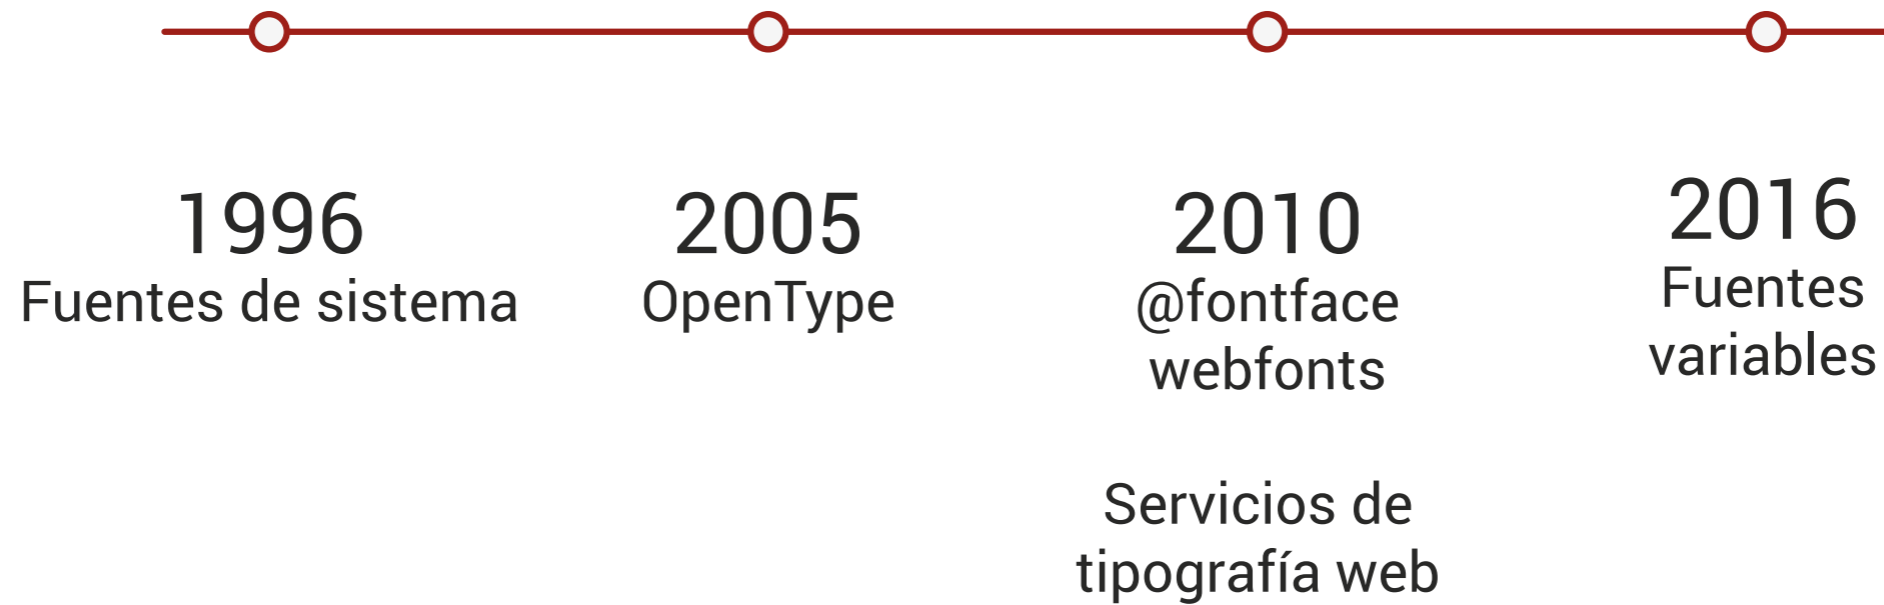 1996
Fuentes de sistema
2005
OpenType
2010
@fontface
webfonts
Servicios de
tipografía web
2016
Fuentes
variables